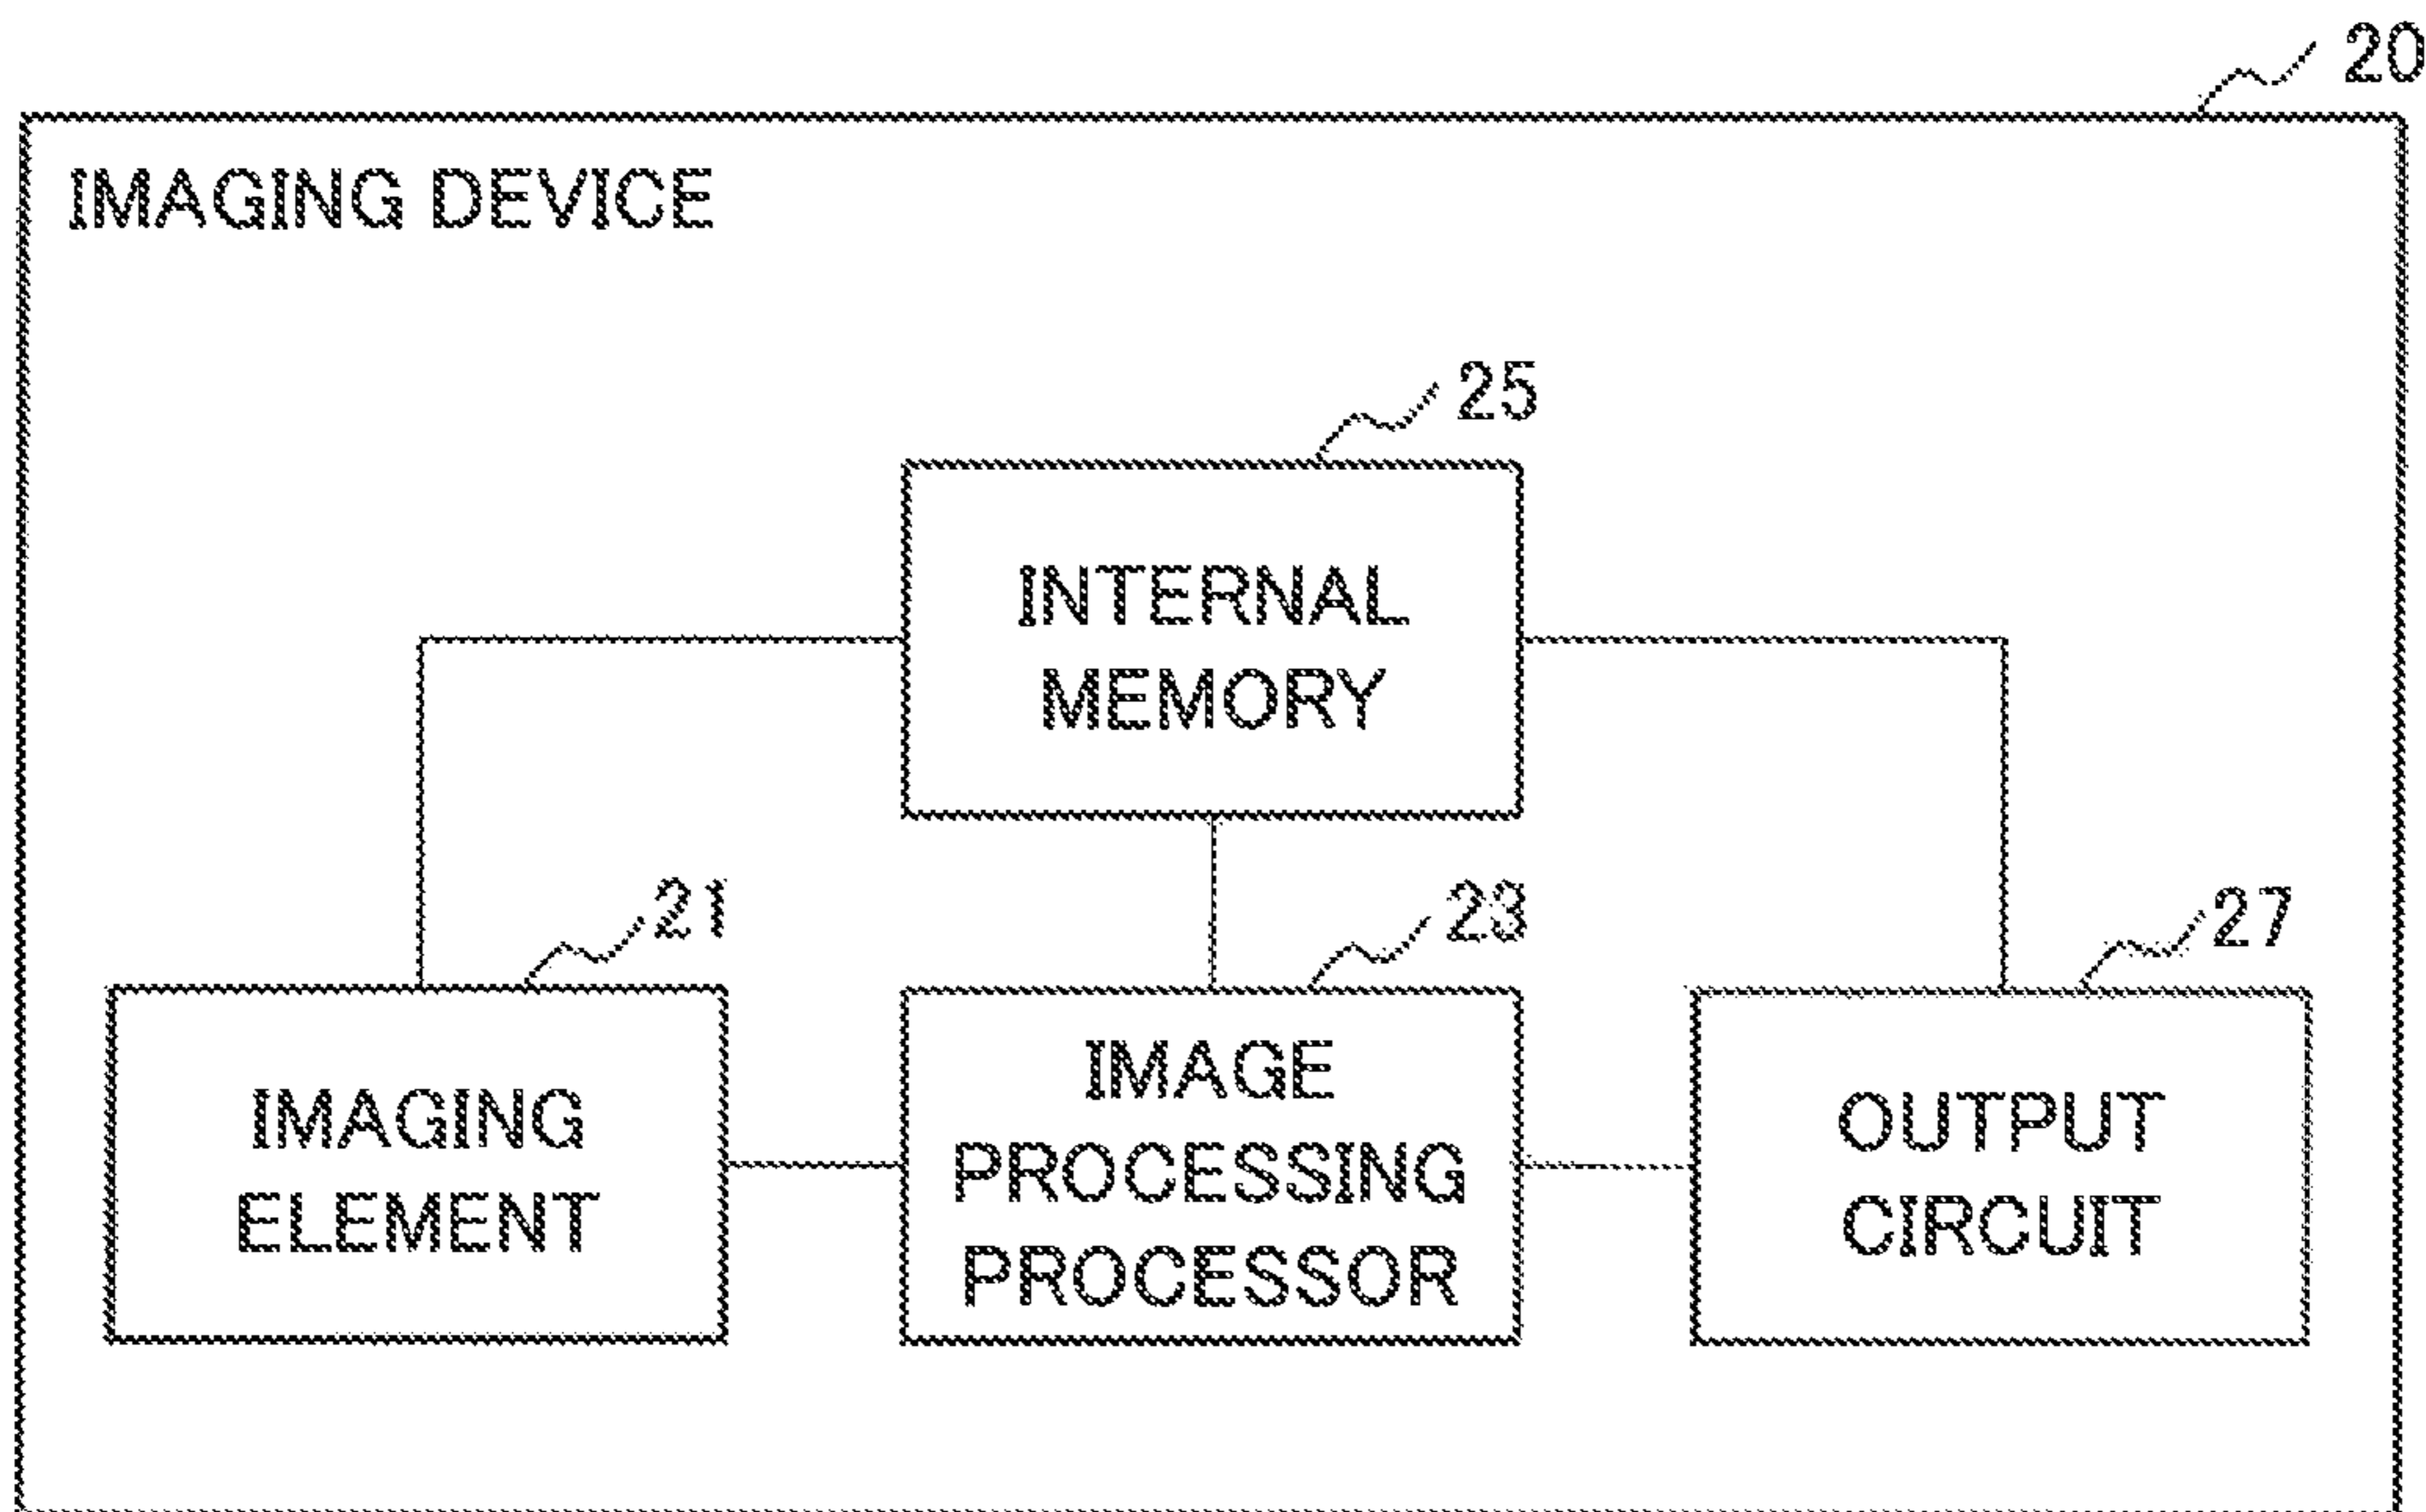 20
IMAGING DEVICE
25
INTERNAL
MEMORY
21
23
27
IMAGING
ELEMENT
IMAGE
PROCESSING
PROCESSOR
OUTPUT
CIRCUIT